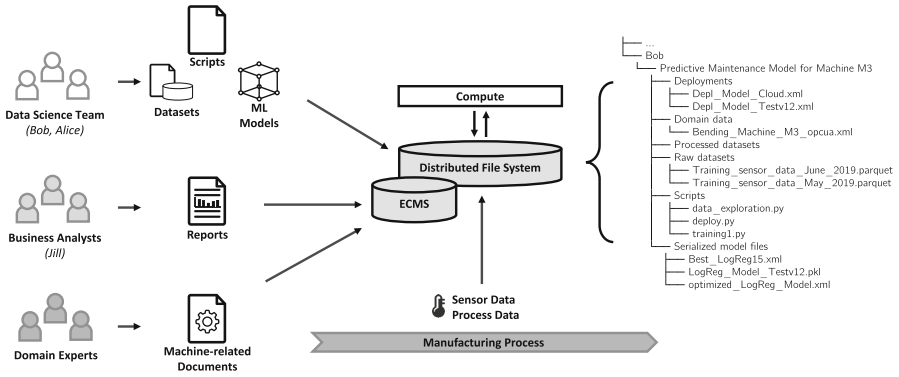 Scripts
Datasets
ML
Models
Data Science Team
(Bob, Alice)
Business Analysts
(Jill)
Reports
Domain Experts
Machine-related
Documents
Compute
Distributed File System
ECMS
Sensor Data
Process Data
Manufacturing Process
...
Bob
Predictive Maintenance Model for Machine M3
Deployments
Depl_Model_Cloud.xml
Depl_Model_Testv12.xml
Domain data
Bending_Machine_M3_opcua.xml
Processed datasets
Raw datasets
Training_sensor_data_June_2019.parquet
Training_sensor_data_May_2019.parquet
Scripts
data_exploration.py
deploy.py
training1.py
Serialized model files
Best_LogReg15.xml
LogReg_Model_Testv12.pkl
optimized_LogReg_Model.xml